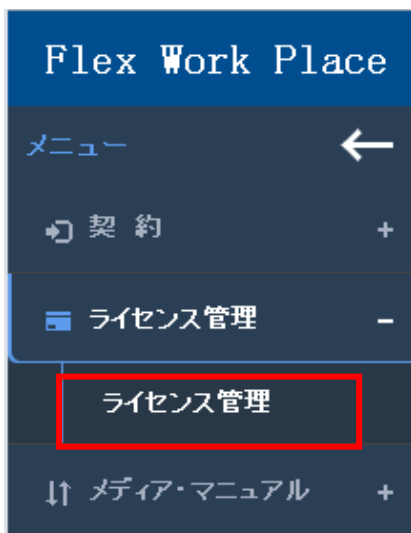 Flex Work Place
メニュー ←
契 約 +
ライセンス管理 -
ライセンス管理
メディア・マニュアル +